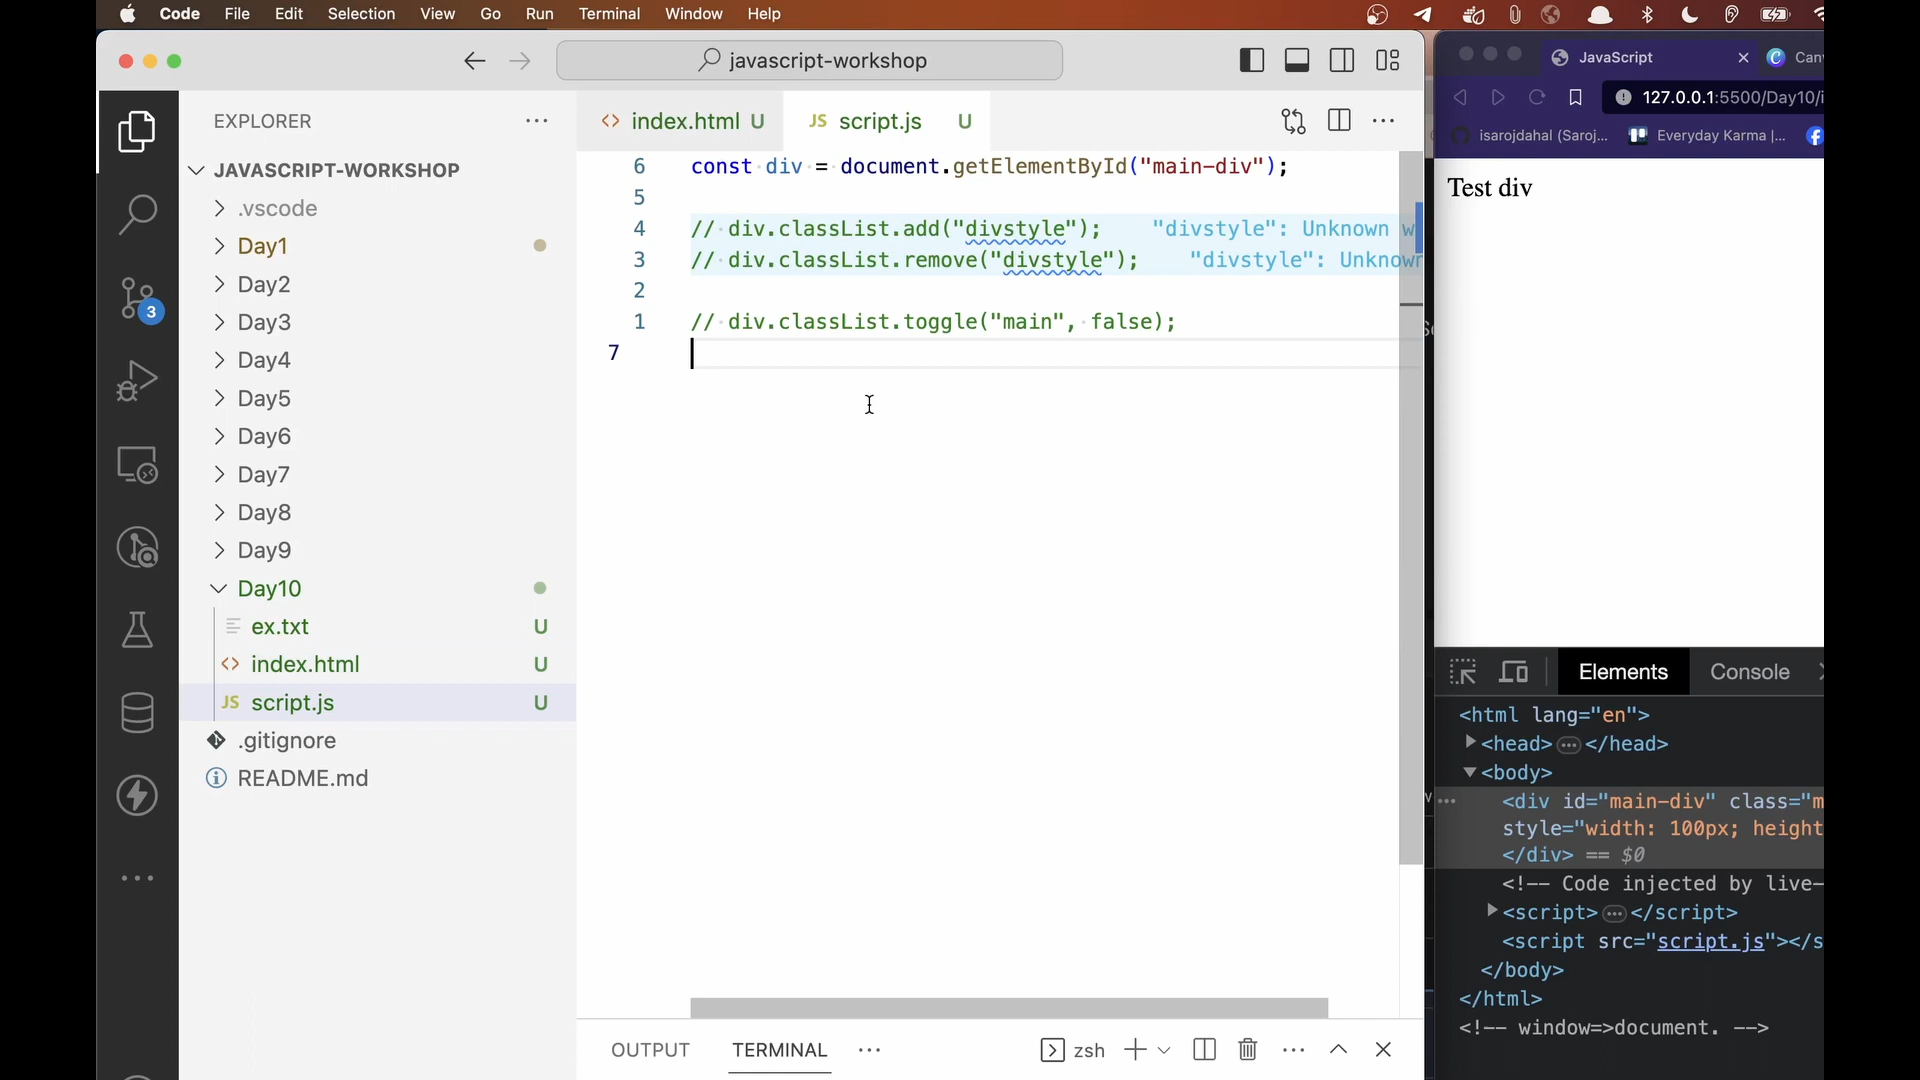 Code File Edit Selection View Go Run Terminal Window Help
javascript-workshop
EXPLORER
JAVASCRIPT-WORKSHOP
.vscode
Day1
Day2
Day3
3
Day4
Day5
Day6
Day7
Day8
Day9
Day10
ex.txt U
index.html U
JS script.js U
.gitignore
README.md
index.html U
JS script.js U
6 const div = document.getElementById("main-div");
5
4 // div.classList.add("divstyle"); "divstyle": Unknown w
3 // div.classList.remove("divstyle"); "divstyle": Unknown
2
1 // div.classList.toggle("main", false);
7
OUTPUT TERMINAL
zsh
JavaScript
127.0.0.1:5500/Day10/i
isarojdahal (Saroj... Everyday Karma |...
Test div
Elements Console
<html lang="en">
<head> </head>
<body>
<div id="main-div" class="m
style="width: 100px; height
</div> == $0
<!-- Code injected by live-
<script> </script>
<script src="script.js"></s
</body>
</html>
<!-- window=>document. -->